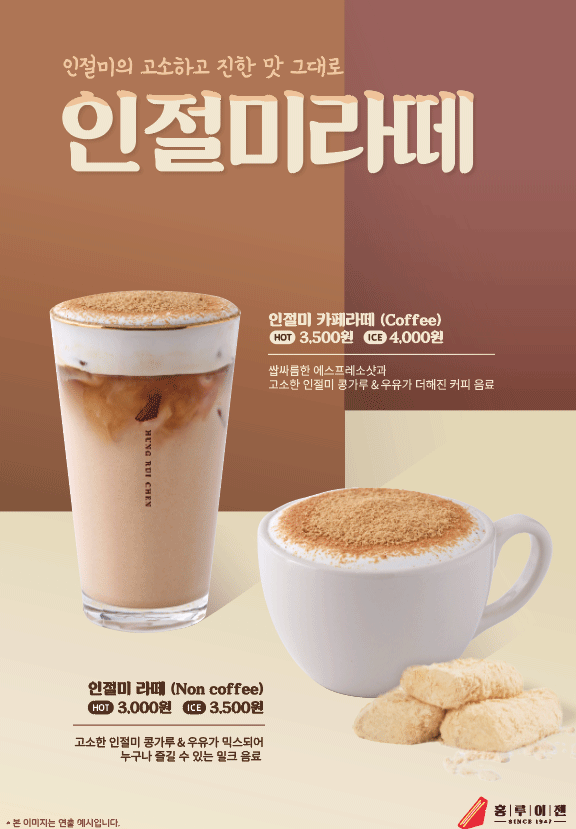 인절미의 고소하고 진한 맛 그대로
인절미라떼
인절미 카페라떼 (Coffee)
HOT 3,500원 ICE 4,000원
쌉싸름한 에스프레소샷과
고소한 인절미 콩가루 & 우유가 더해진 커피 음료
HUNG RUI CHEN
인절미 라떼 (Non coffee)
HOT 3,000원 ICE 3,500원
고소한 인절미 콩가루 & 우유가 믹스되어
누구나 즐길 수 있는 밀크 음료
* 본 이미지는 연출 예시입니다.
홍|루|이|젠
SINCE 1947